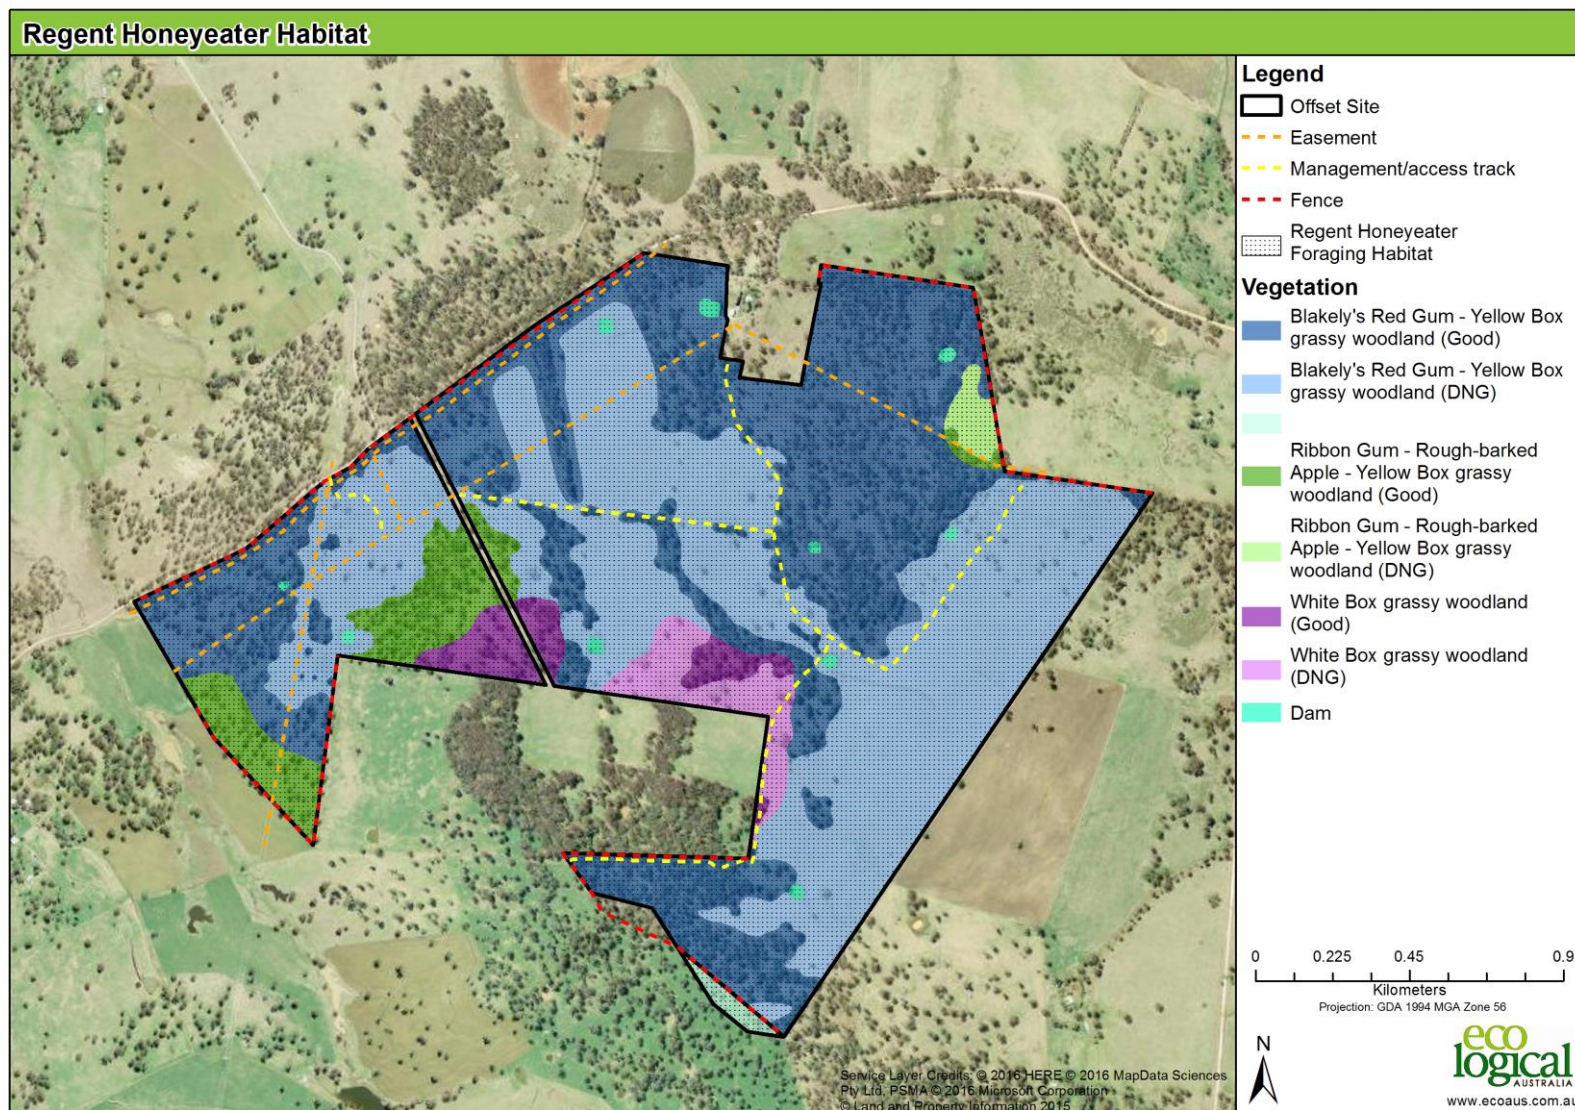 Regent Honeyeater Habitat
Legend
Offset Site
Easement
Management/access track
Fence
Regent Honeyeater
Foraging Habitat
Vegetation
Blakely's Red Gum - Yellow Box
grassy woodland (Good)
Blakely's Red Gum - Yellow Box
grassy woodland (DNG)
Ribbon Gum - Rough-barked
Apple - Yellow Box grassy
woodland (Good)
Ribbon Gum - Rough-barked
Apple - Yellow Box grassy
woodland (DNG)
White Box grassy woodland
(Good)
White Box grassy woodland
(DNG)
Dam
0 0.225 0.45 0.9
Kilometers
Projection: GDA 1994 MGA Zone 56
N
eco
logical
AUSTRALIA
www.ecoaus.com.au
Service Layer Credits: © 2016 HERE © 2016 MapData Sciences
Pty Ltd, PSMA © 2016 Microsoft Corporation
© Land and Property Information 2015